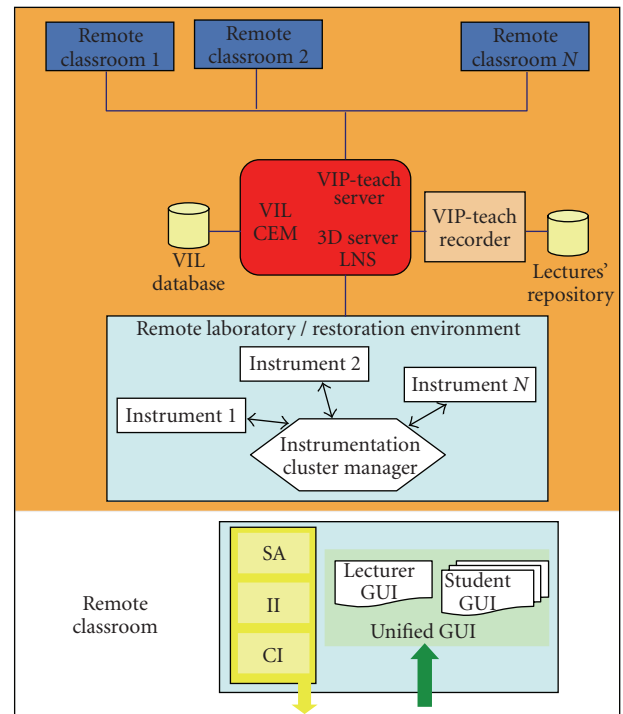 Remote
classroom 1
Remote
classroom 2
Remote
classroom N
VIL
CEM
VIP-teach
server
3D server
LNS
VIP-teach
recorder
VIL
database
Lectures'
repository
Remote laboratory / restoration environment
Instrument 1
Instrument 2
Instrument N
Instrumentation
cluster manager
Remote
classroom
SA
II
CI
Lecturer
GUI
Student
GUI
Unified GUI